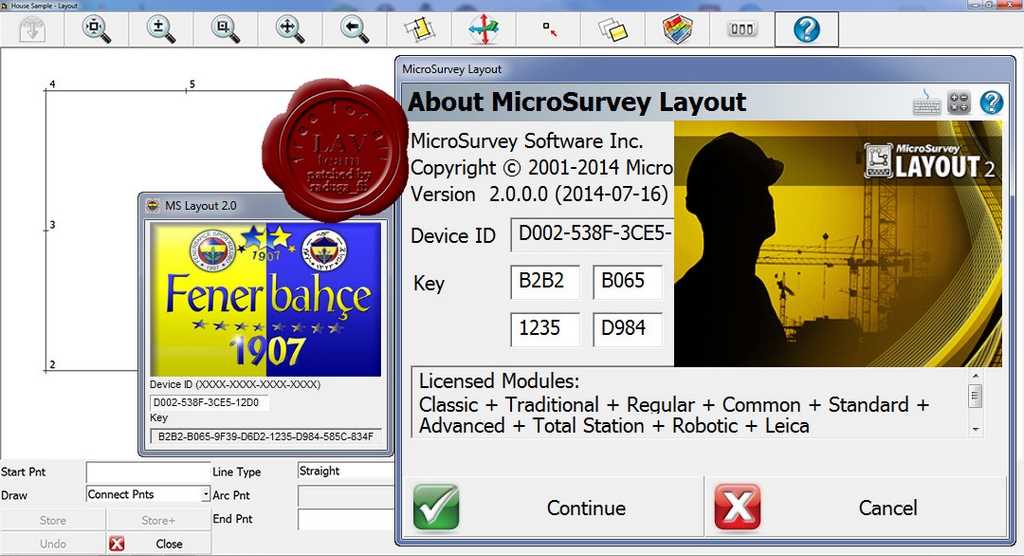 House Sample - Layout
4
5
3
2
MicroSurvey Layout
About MicroSurvey Layout
MicroSurvey Software Inc.
Copyright © 2001-2014 Micro
Version 2.0.0.0 (2014-07-16)
Device ID D002-538F-3CE5-
Key B2B2 B065
1235 D984
MicroSurvey
LAYOUT 2
Licensed Modules:
Classic + Traditional + Regular + Common + Standard +
Advanced + Total Station + Robotic + Leica
Continue
Cancel
free for all
LAV
team
patched by
raduga_fb
MS Layout 2.0
1907
1907
Fenerbahçe
1907
Device ID (XXXX-XXXX-XXXX-XXXX)
D002-538F-3CE5-12D0
Key
B2B2-B065-9F39-D6D2-1235-D984-585C-834F
Start Pnt
Line Type Straight
Draw Connect Pnts
Arc Pnt
Store Store+
End Pnt
Undo Close